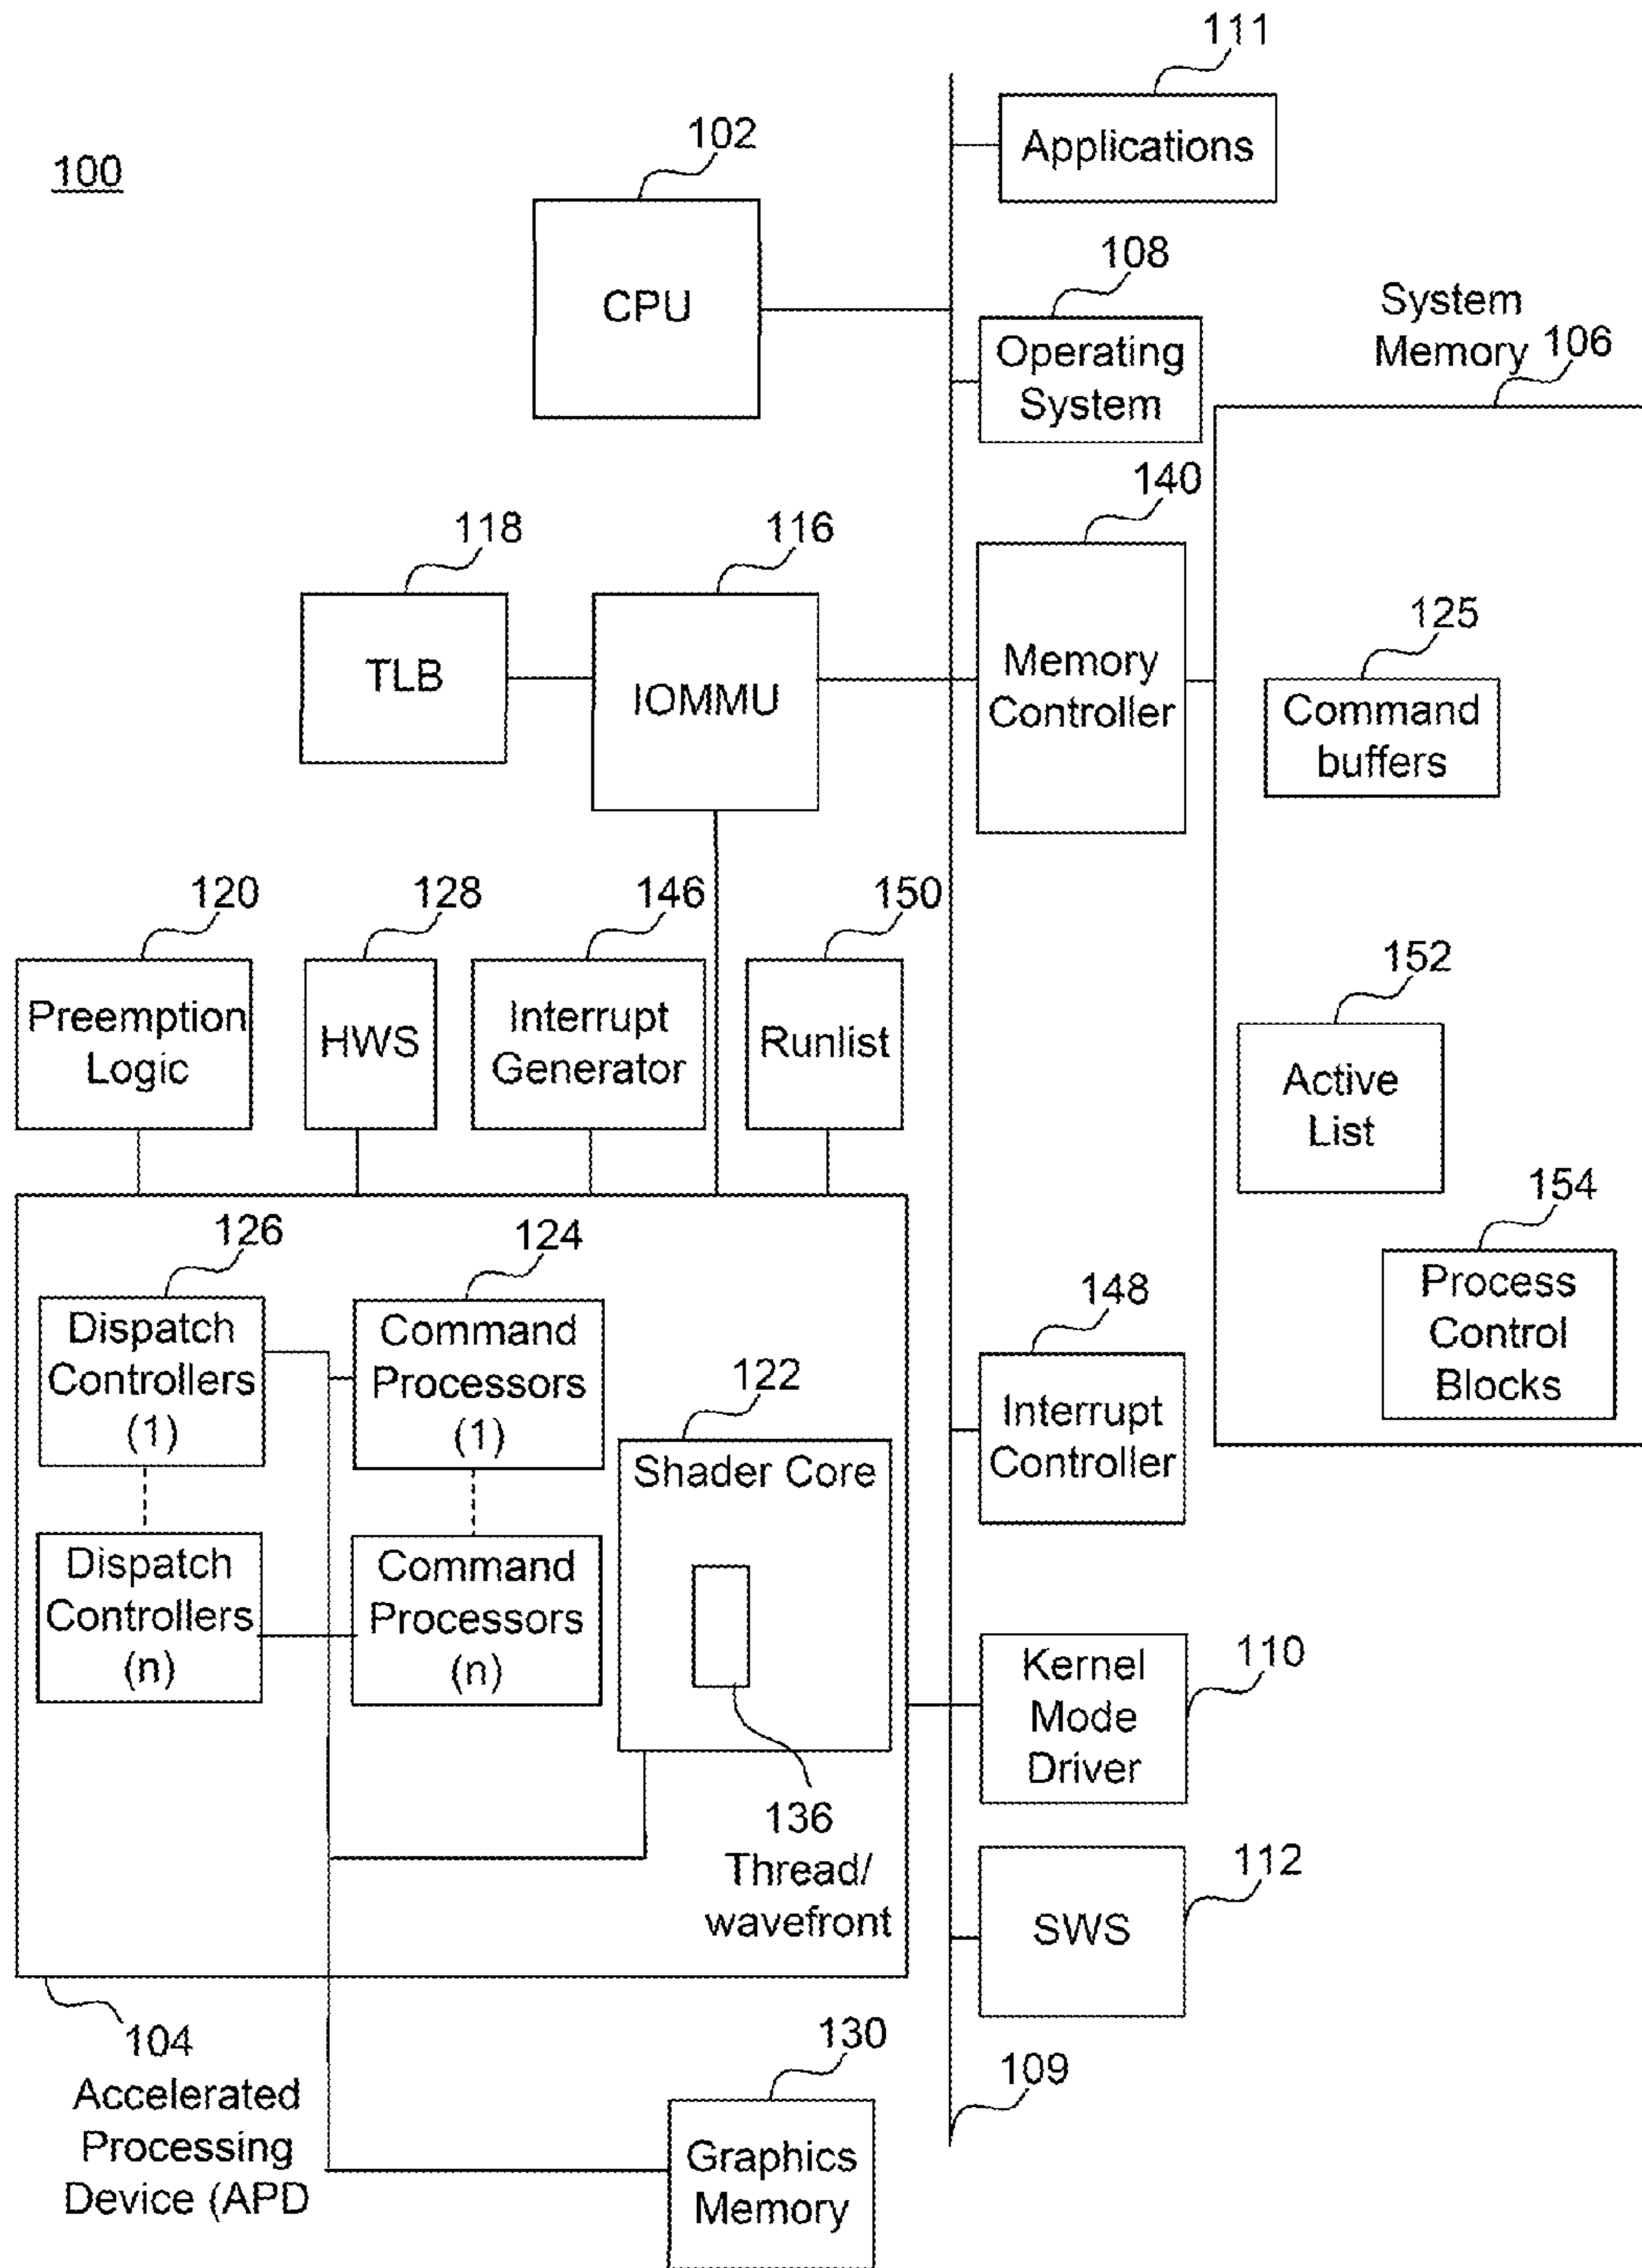 111
Applications
102
100
CPU
108
Operating
System
System
Memory 106
140
118
116
TLB
IOMMU
Memory
Controller
125
Command
buffers
120
128
146
150
Preemption
Logic
HWS
Interrupt
Generator
Runlist
152
Active
List
154
Process
Control
Blocks
126
124
Dispatch
Controllers
(1)
Command
Processors
(1)
122
Shader Core
148
Interrupt
Controller
Dispatch
Controllers
(n)
Command
Processors
(n)
Kernel
Mode
Driver
110
136
Thread/
wavefront
SWS
112
104
Accelerated
Processing
Device (APD
130
Graphics
Memory
109